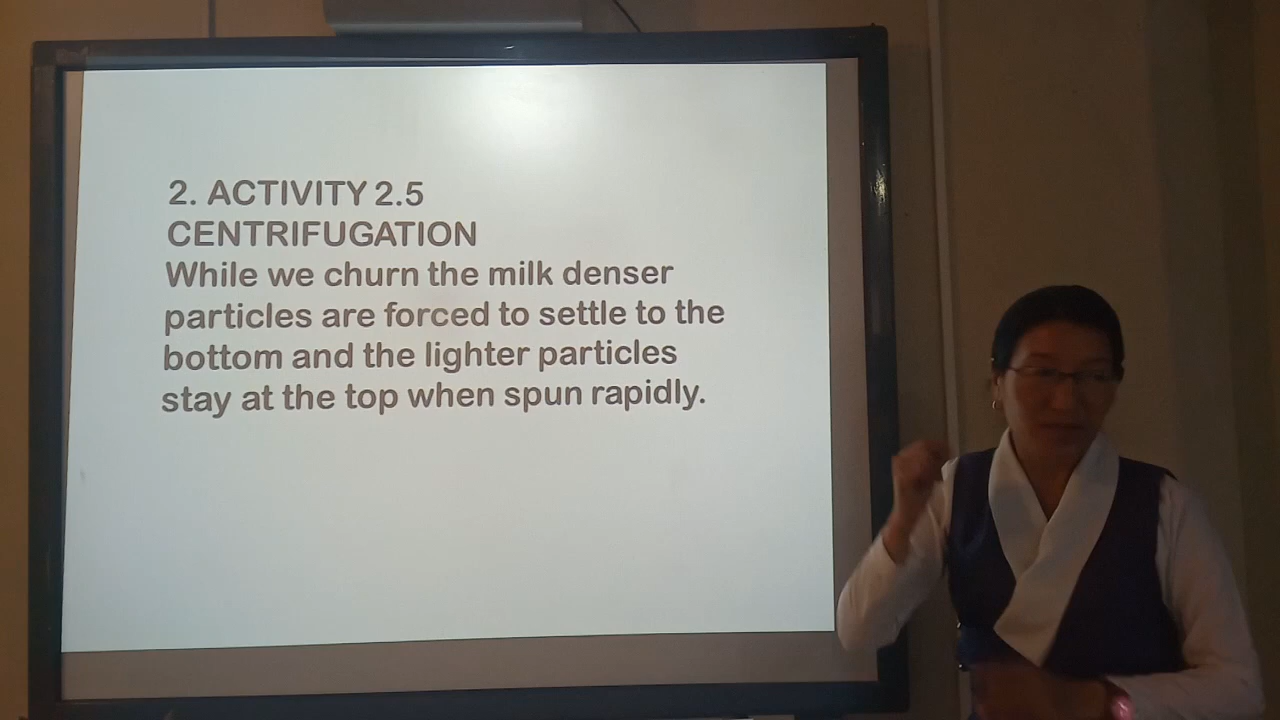 2. ACTIVITY 2.5
CENTRIFUGATION
While we churn the milk denser
particles are forced to settle to the
bottom and the lighter particles
stay at the top when spun rapidly.